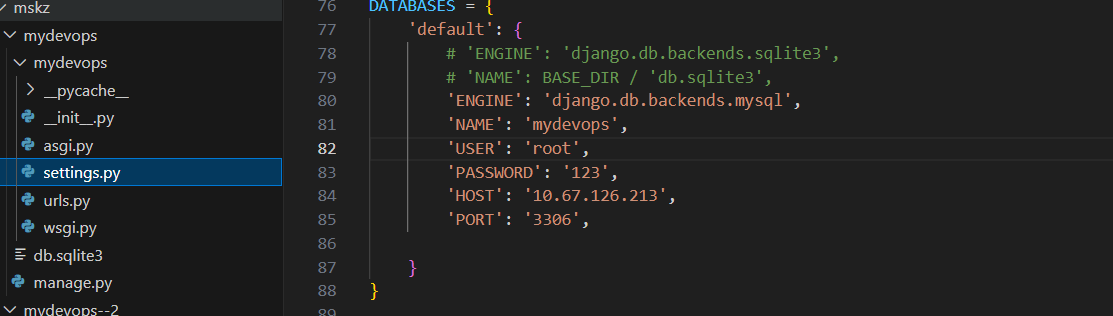 mskz
mydevops
mydevops
__pycache__
__init__.py
asgi.py
settings.py
urls.py
wsgi.py
db.sqlite3
manage.py
mydevops--2
76 DATABASES = {
77 'default': {
78 # 'ENGINE': 'django.db.backends.sqlite3',
79 # 'NAME': BASE_DIR / 'db.sqlite3',
80 'ENGINE': 'django.db.backends.mysql',
81 'NAME': 'mydevops',
82 'USER': 'root',
83 'PASSWORD': '123',
84 'HOST': '10.67.126.213',
85 'PORT': '3306',
86
87 }
88 }
89